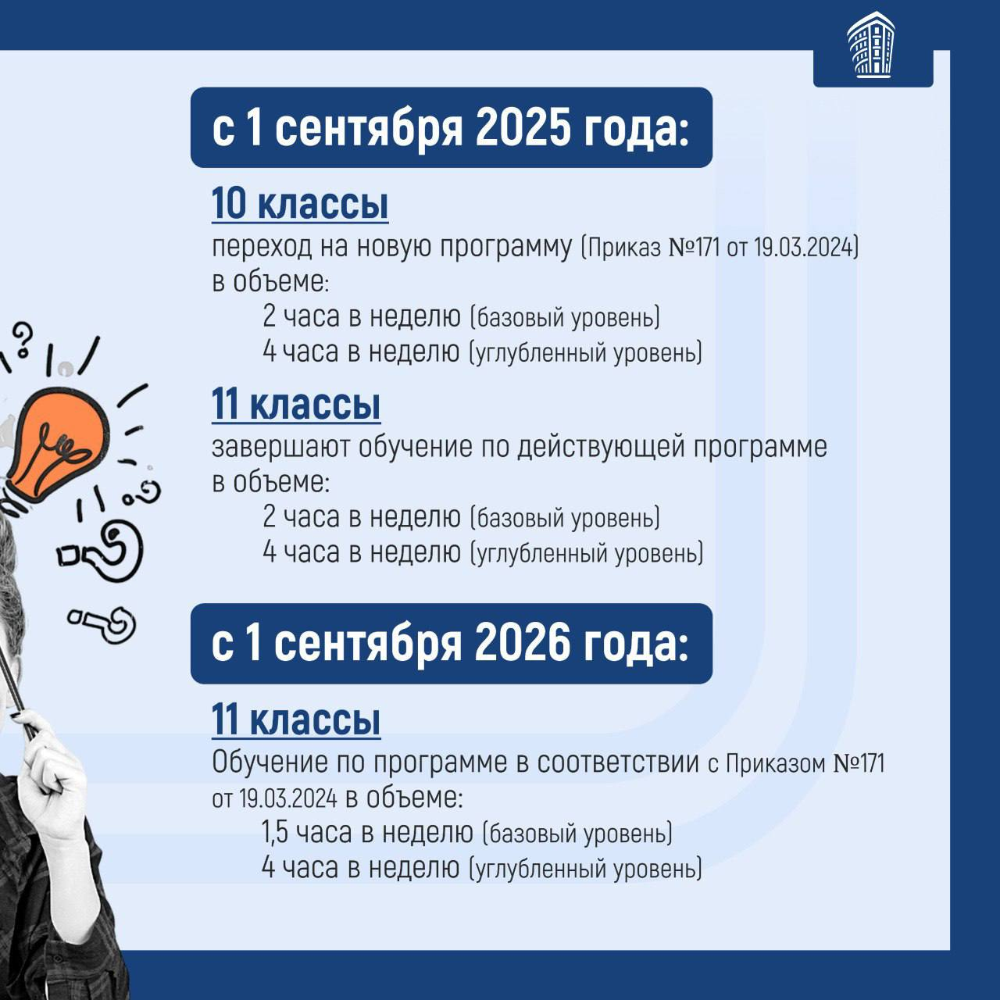 с 1 сентября 2025 года:
10 классы
переход на новую программу (Приказ №171 от 19.03.2024)
в объеме:
2 часа в неделю (базовый уровень)
4 часа в неделю (углубленный уровень)
11 классы
завершают обучение по действующей программе
в объеме:
2 часа в неделю (базовый уровень)
4 часа в неделю (углубленный уровень)
с 1 сентября 2026 года:
11 классы
Обучение по программе в соответствии с Приказом №171
от 19.03.2024 в объеме:
1,5 часа в неделю (базовый уровень)
4 часа в неделю (углубленный уровень)